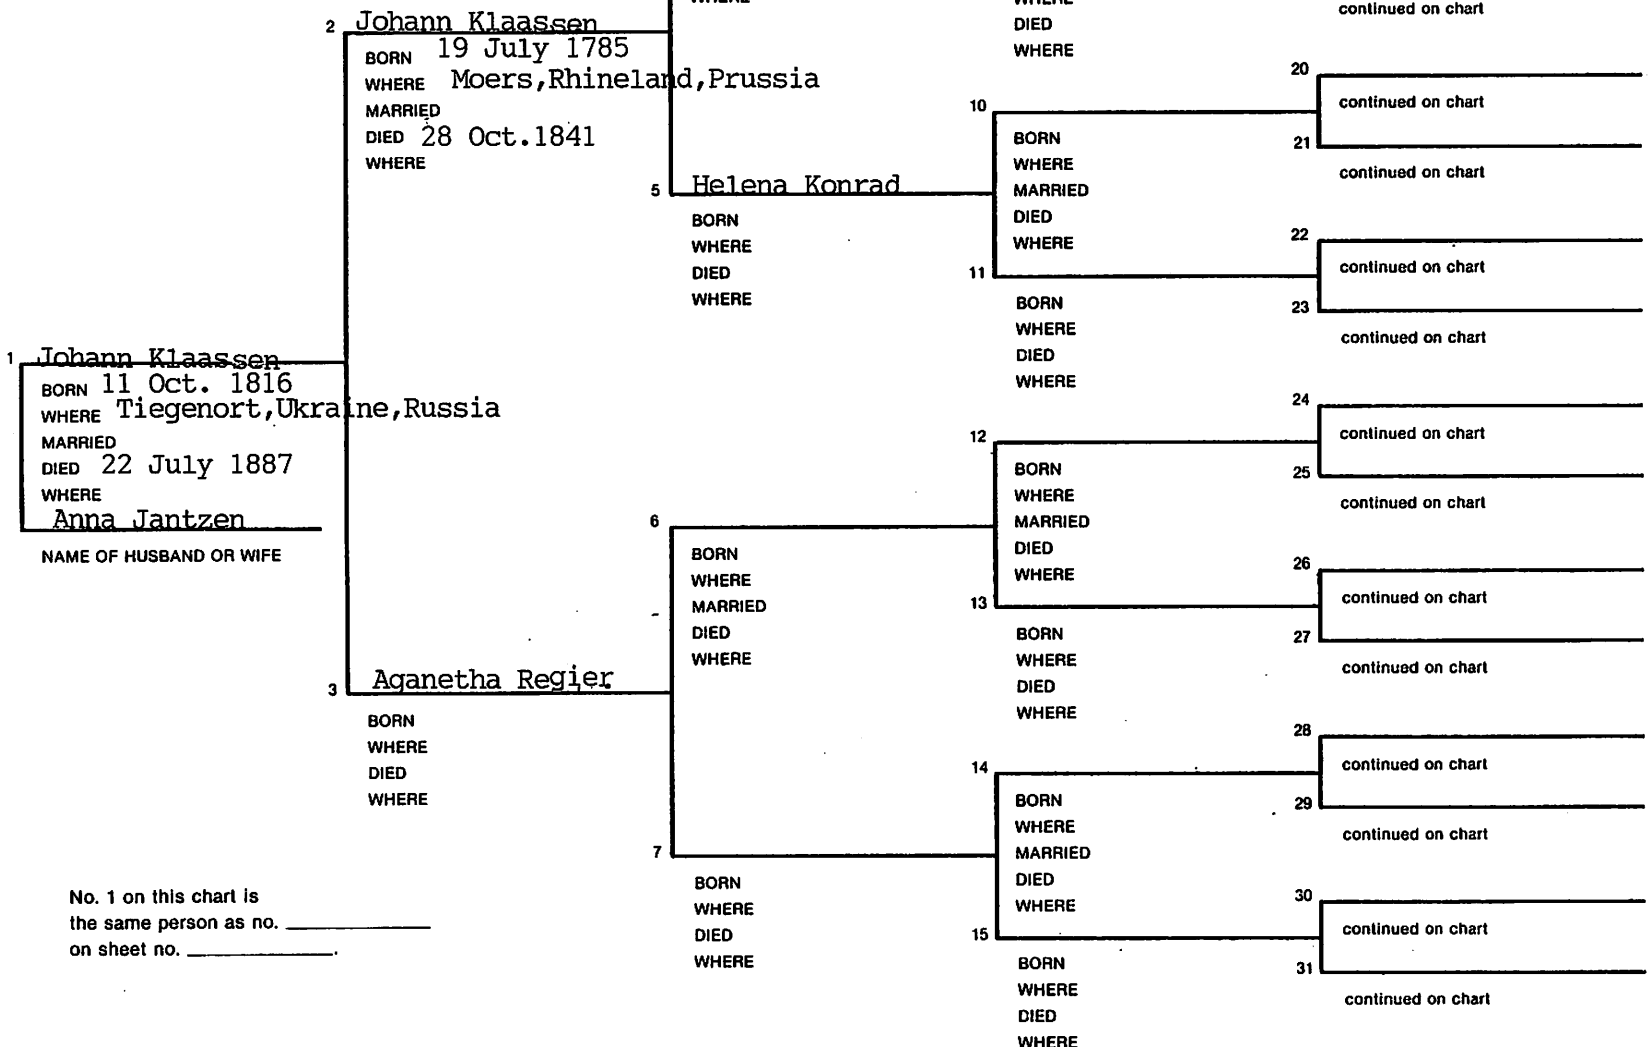 WHERE
WHERE
DIED
WHERE
continued on chart
2 Johann Klaassen
BORN 19 July 1785
WHERE Moers,Rhineland,Prussia
MARRIED
DIED 28 Oct.1841
WHERE
5 Helena Konrad
BORN
WHERE
DIED
WHERE
10
BORN
WHERE
MARRIED
DIED
WHERE
11
BORN
WHERE
DIED
WHERE
20
continued on chart
21
continued on chart
22
continued on chart
23
continued on chart
1 Johann Klaassen
BORN 11 Oct. 1816
WHERE Tiegenort,Ukraine,Russia
MARRIED
DIED 22 July 1887
WHERE
Anna Jantzen
NAME OF HUSBAND OR WIFE
3 Aganetha Regier
BORN
WHERE
DIED
WHERE
6
BORN
WHERE
MARRIED
DIED
WHERE
7
BORN
WHERE
DIED
WHERE
12
BORN
WHERE
MARRIED
DIED
WHERE
13
BORN
WHERE
DIED
WHERE
14
BORN
WHERE
MARRIED
DIED
WHERE
15
BORN
WHERE
DIED
WHERE
24
continued on chart
25
continued on chart
26
continued on chart
27
continued on chart
28
continued on chart
29
continued on chart
30
continued on chart
31
continued on chart
No. 1 on this chart is
the same person as no.
on sheet no. .